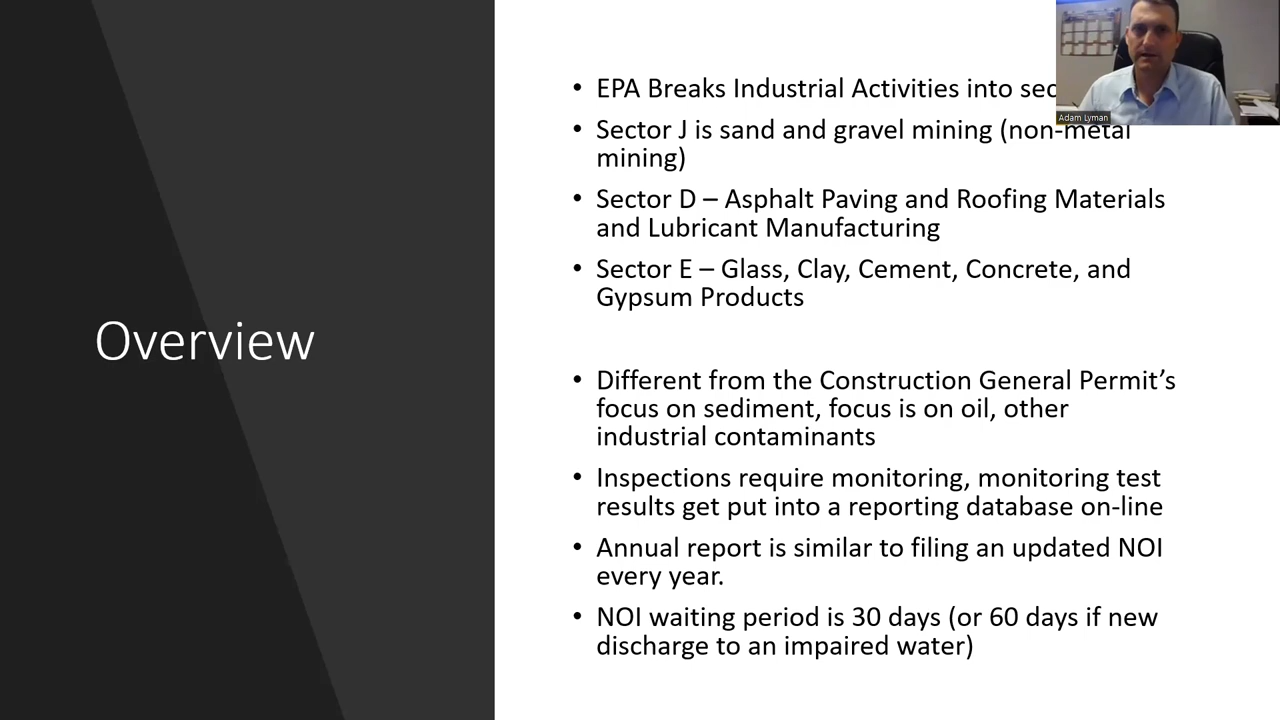 Overview
• EPA Breaks Industrial Activities into
• Sector J is sand and gravel mining (non-metal
mining)
• Sector D – Asphalt Paving and Roofing Materials
and Lubricant Manufacturing
• Sector E – Glass, Clay, Cement, Concrete, and
Gypsum Products
• Different from the Construction General Permit’s
focus on sediment, focus is on oil, other
industrial contaminants
• Inspections require monitoring, monitoring test
results get put into a reporting database on-line
• Annual report is similar to filing an updated NOI
every year.
• NOI waiting period is 30 days (or 60 days if new
discharge to an impaired water)
Adam Lyman